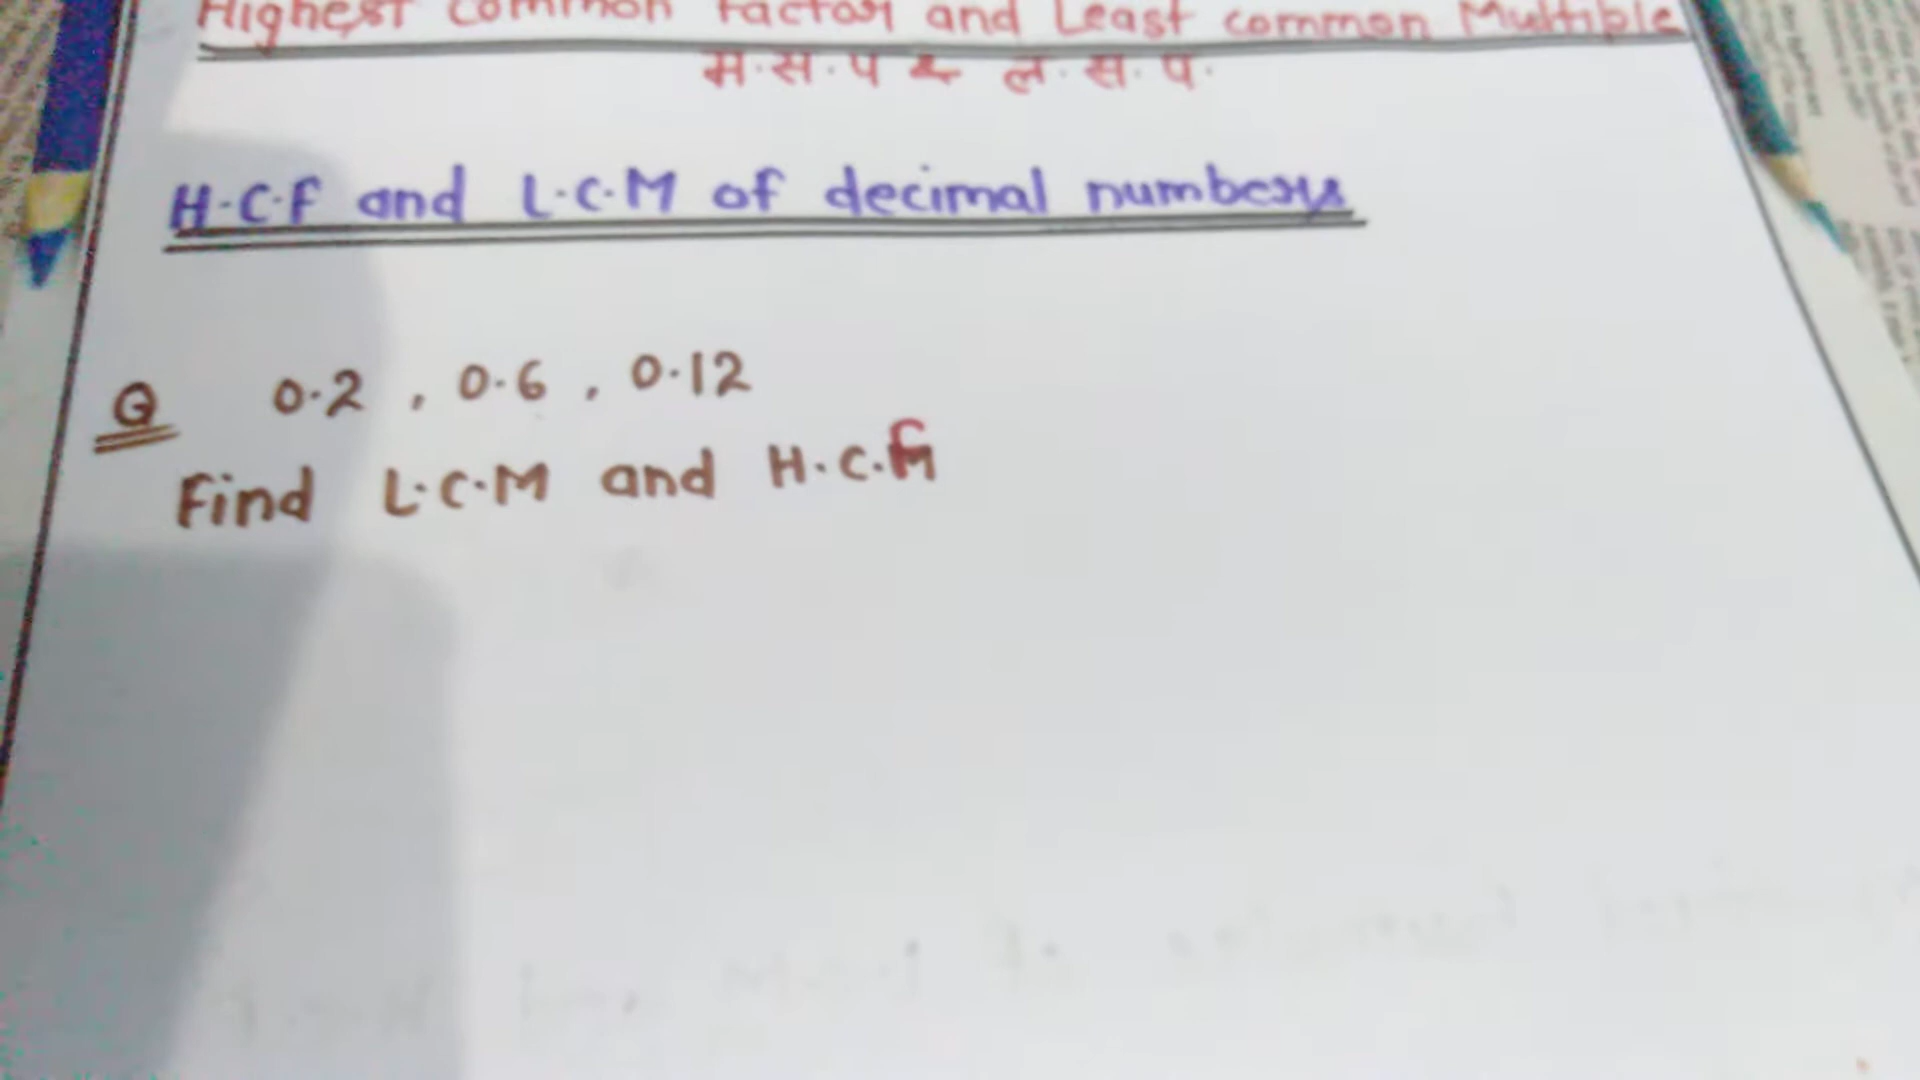 Highest Common Factor and Least common Multiple
म.स.प & ल.स.प.
H.C.F and L.C.M of decimal numbers
Q 0.2 , 0.6 , 0.12
Find L.C.M and H.C.F